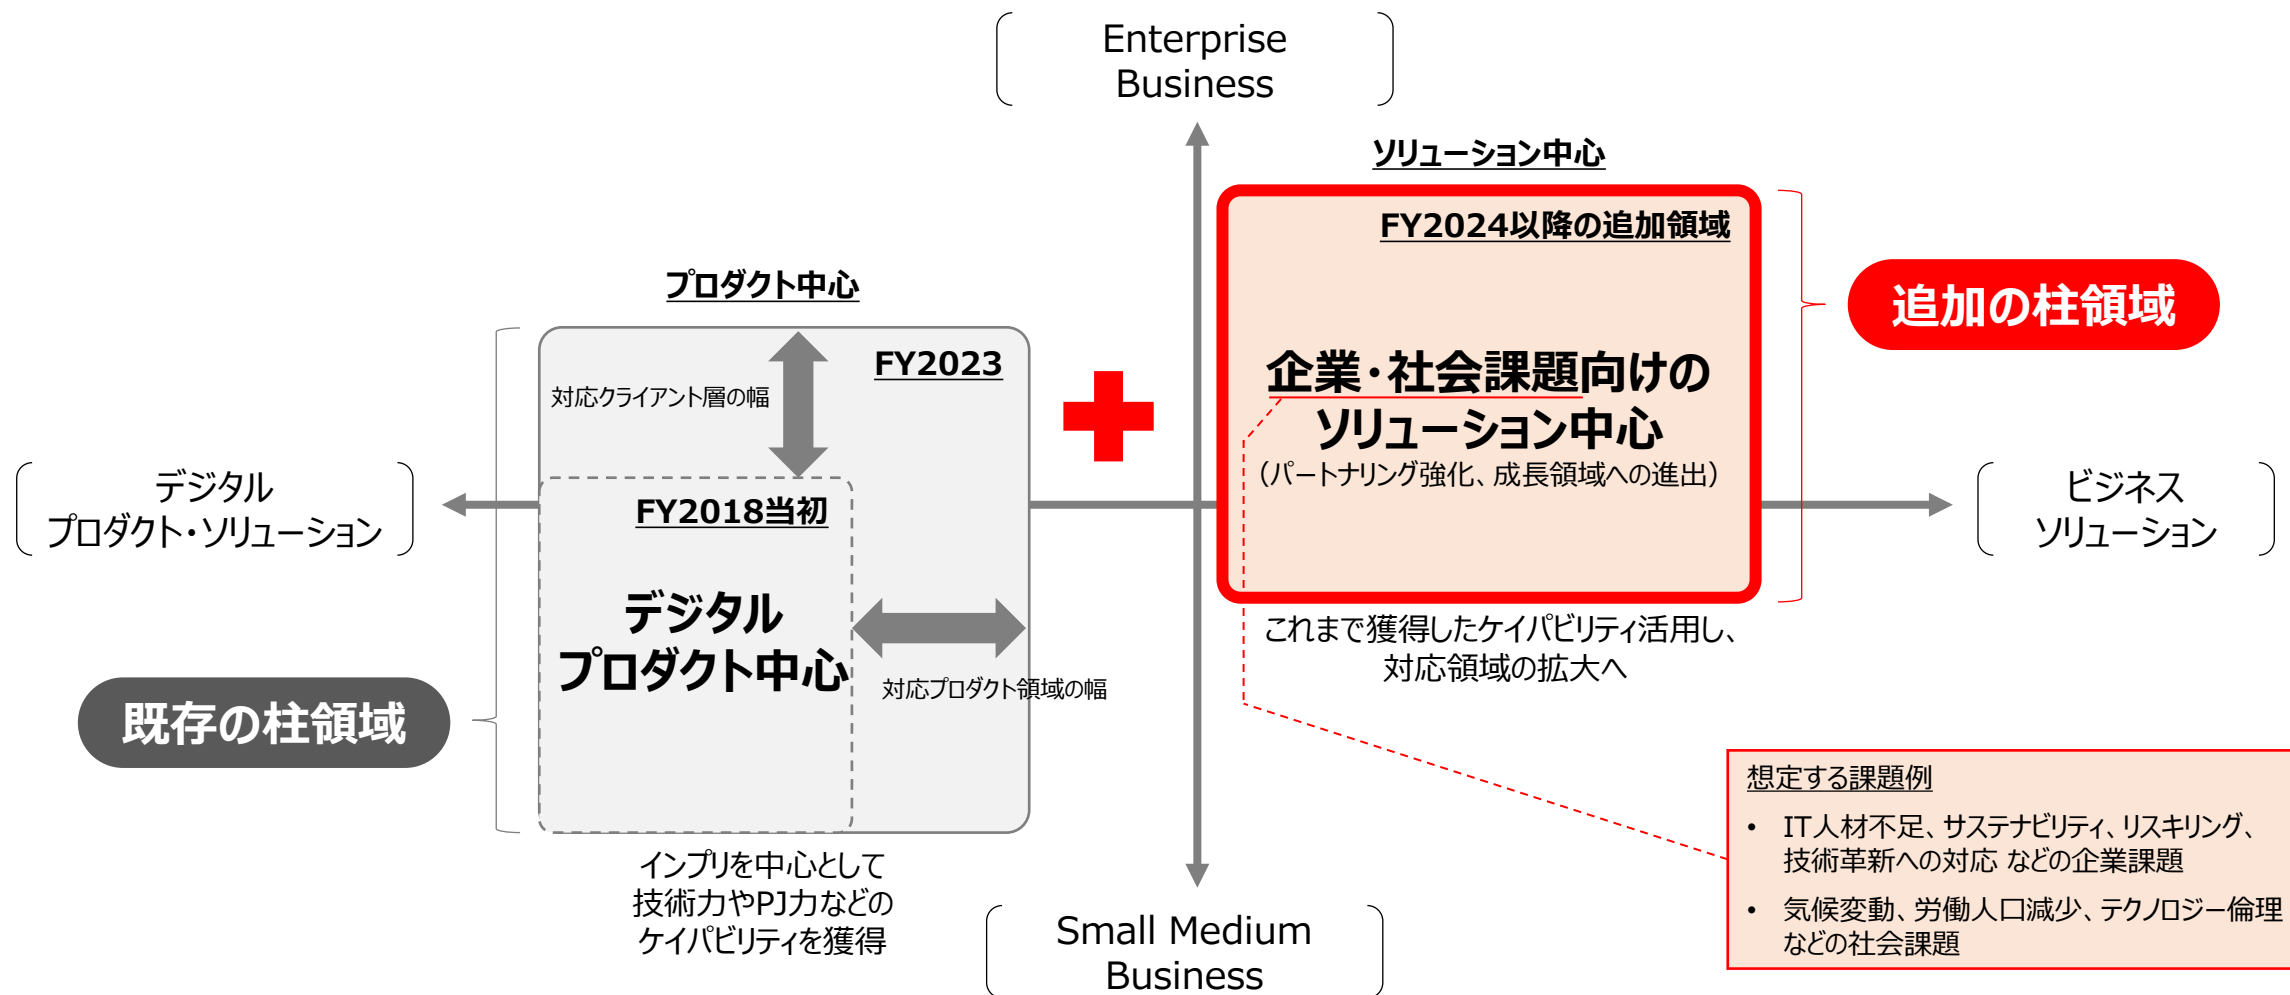 Enterprise
Business
ソリューション中心
FY2024以降の追加領域
追加の柱領域
プロダクト中心
FY2023
対応クライアント層の幅
企業・社会課題向けの
ソリューション中心
（パートナリング強化、成長領域への進出）
デジタル
プロダクト・ソリューション
FY2018当初
ビジネス
ソリューション
デジタル
プロダクト中心
対応プロダクト領域の幅
これまで獲得したケイパビリティ活用し、
対応領域の拡大へ
既存の柱領域
インプリを中心として
技術力やPJ力などの
ケイパビリティを獲得
想定する課題例
• IT人材不足、サステナビリティ、リスキリング、
技術革新への対応 などの企業課題
• 気候変動、労働人口減少、テクノロジー倫理
などの社会課題
Small Medium
Business